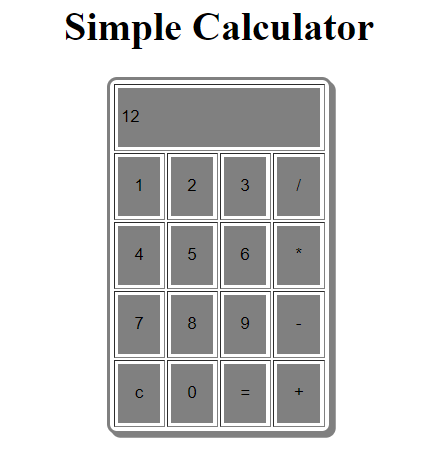 Simple Calculator
12
1 2 3 /
4 5 6 *
7 8 9 -
c 0 = +